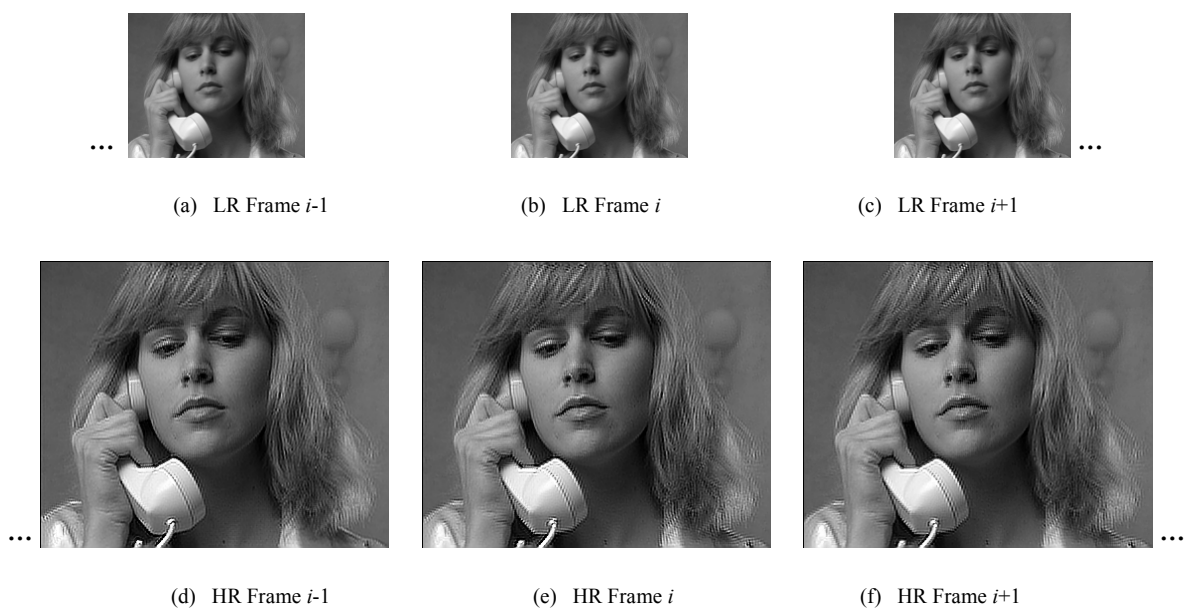 ... ...
(a) LR Frame i-1 (b) LR Frame i (c) LR Frame i+1
... ...
(d) HR Frame i-1 (e) HR Frame i (f) HR Frame i+1